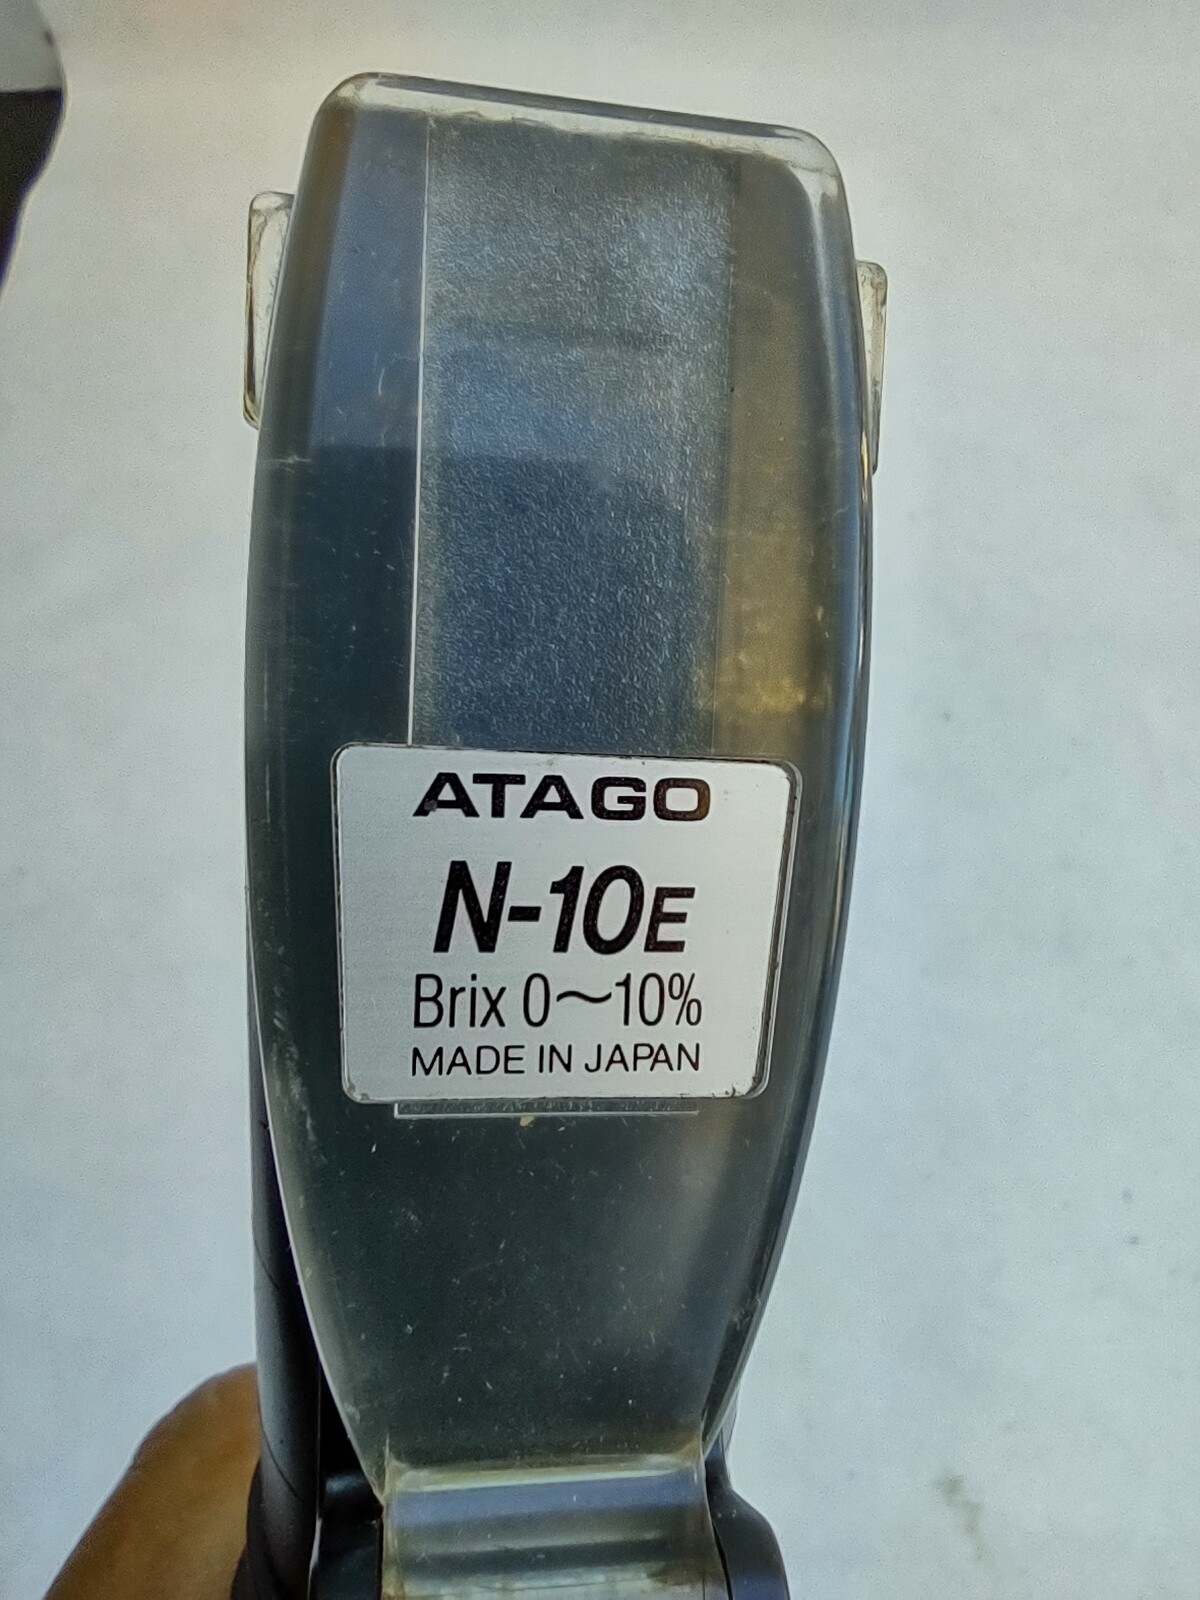 ATAGO
N-10E
Brix 0~10%
MADE IN JAPAN